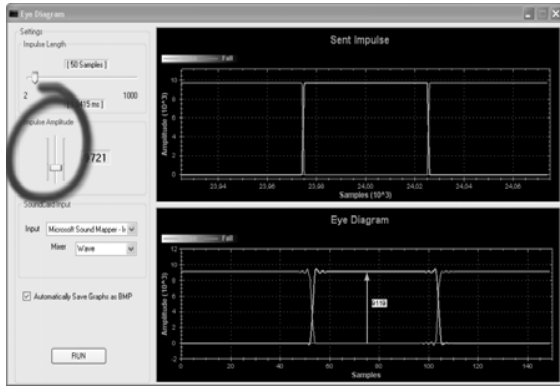 Eye Diagram
Settings
Impulse Length
[ 50 Samples ]
2
1000
Impulse Amplitude
SoundCard Input
Input
Microsoft Sound Mapper - In
Mixer
Wave
Automatically Save Graphs as BMP
RUN
Sent Impulse
Fall
Amplitude (10^3)
10
8
6
4
2
0
23,94
23,96
23,98
24,00
24,02
24,04
24,06
Samples (10^3)
Eye Diagram
Fall
Amplitude (10^3)
12
10
8
6
4
2
0
-2
9119
0
20
40
60
80
100
120
140
Samples